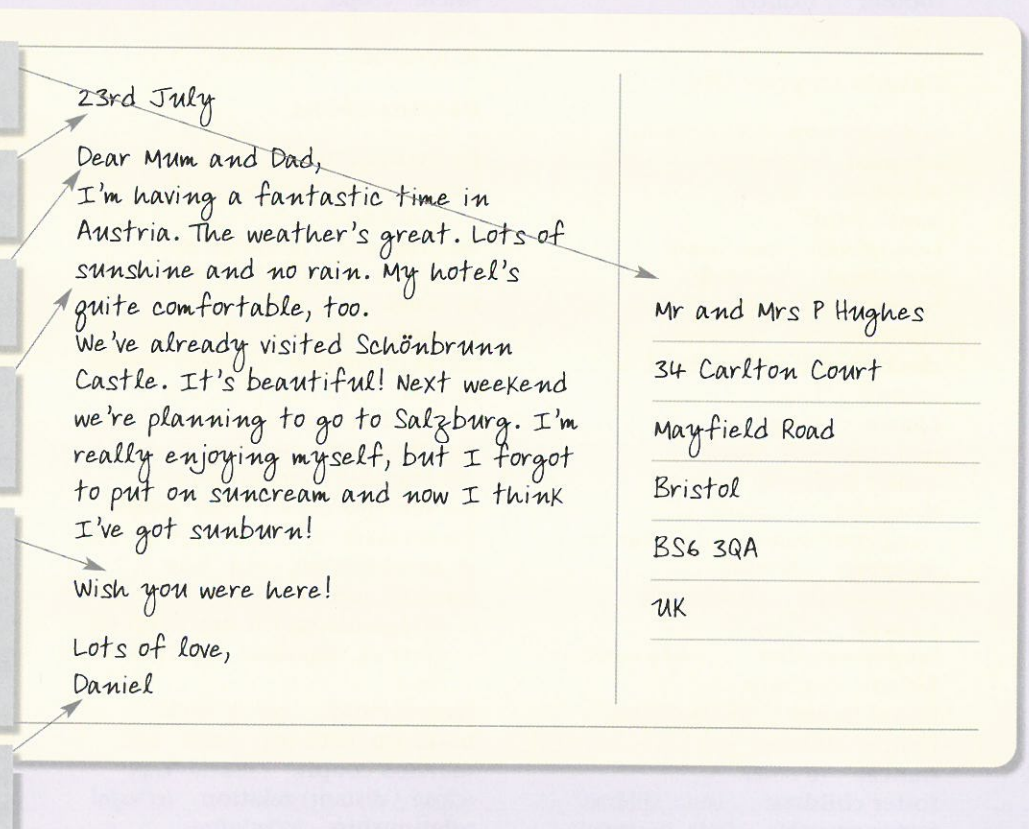 23rd July
Dear Mum and Dad,
I'm having a fantastic time in
Austria. The weather's great. Lots of
sunshine and no rain. My hotel's
quite comfortable, too.
We've already visited Schönbrunn
Castle. It's beautiful! Next weekend
we're planning to go to Salzburg. I'm
really enjoying myself, but I forgot
to put on suncream and now I think
I've got sunburn!
Wish you were here!
Lots of love,
Daniel
Mr and Mrs P Hughes
34 Carlton Court
Mayfield Road
Bristol
BS6 3QA
UK